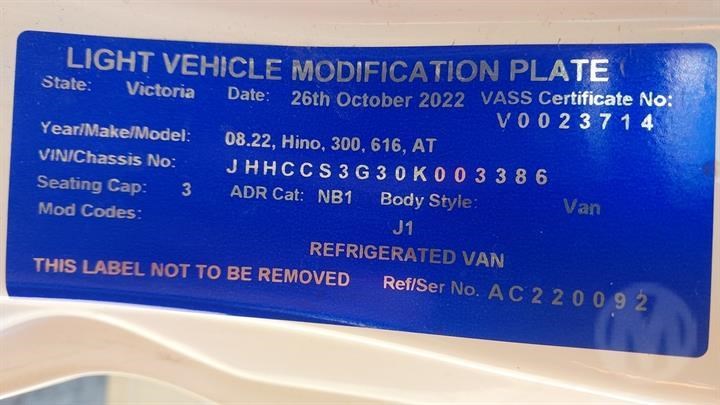 LIGHT VEHICLE MODIFICATION PLATE
State: Victoria Date: 26th October 2022 VASS Certificate No:
V0023714
Year/Make/Model: 08.22, Hino, 300, 616, AT
VIN/Chassis No: JHHCCS3G30K003386
Seating Cap: 3 ADR Cat: NB1 Body Style: Van
Mod Codes: J1
REFRIGERATED VAN
THIS LABEL NOT TO BE REMOVED Ref/Ser No. AC220092
M